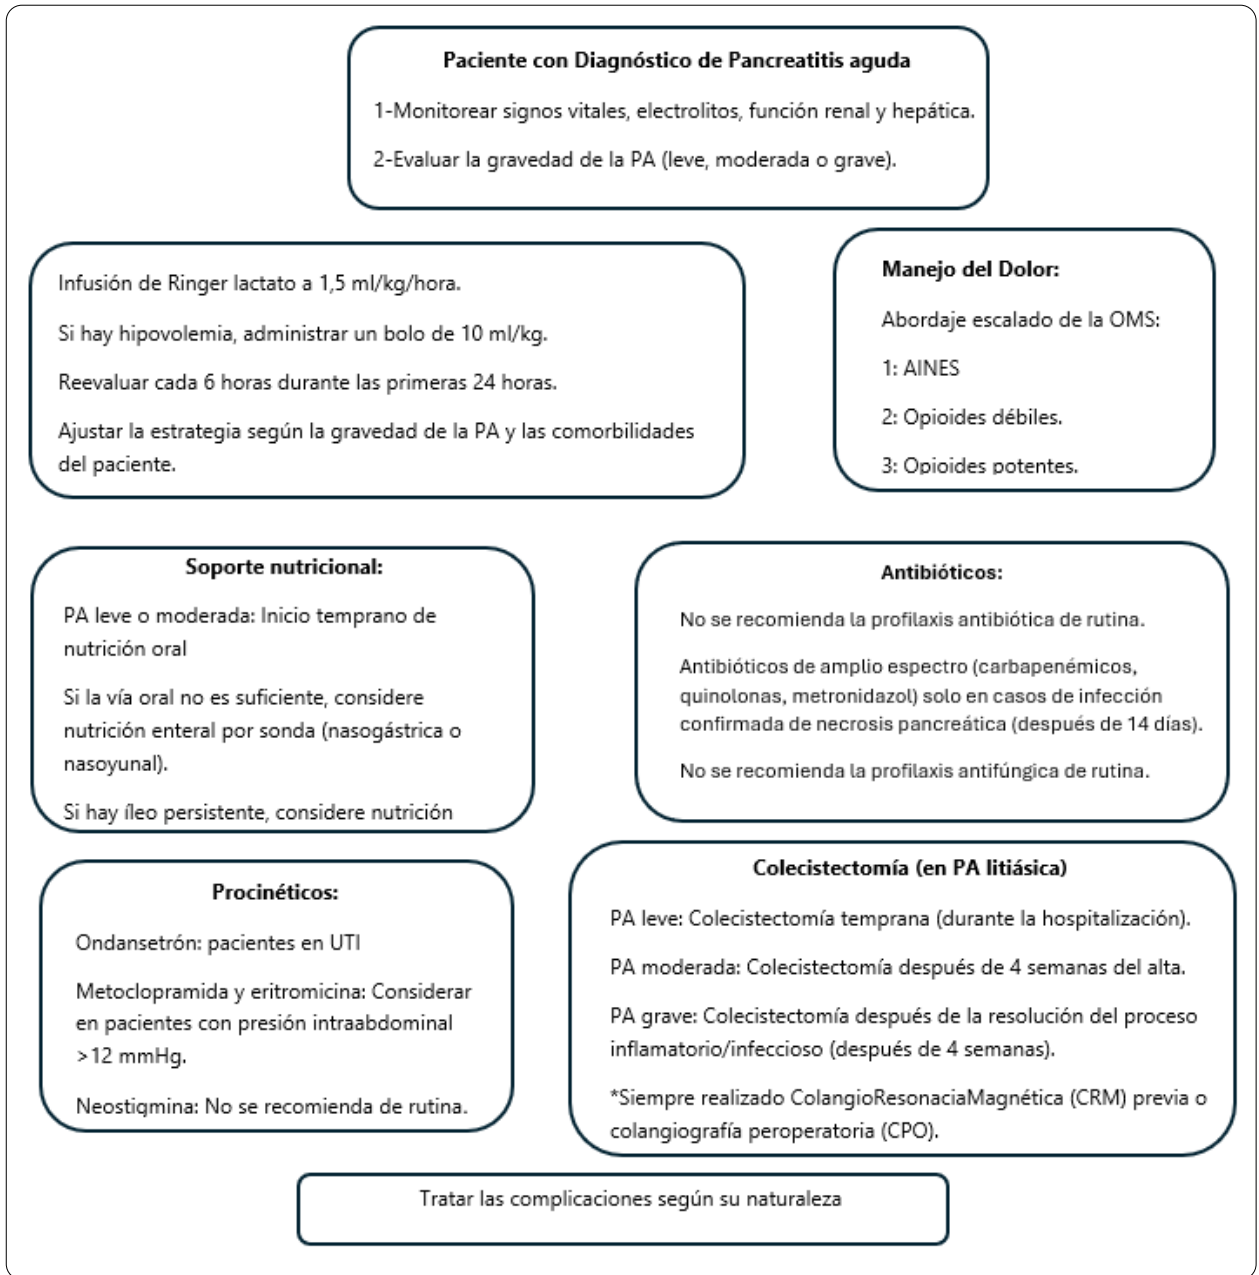 Paciente con Diagnóstico de Pancreatitis aguda
1-Monitorear signos vitales, electrolitos, función renal y hepática.
2-Evaluar la gravedad de la PA (leve, moderada o grave).
Infusión de Ringer lactato a 1,5 ml/kg/hora.
Si hay hipovolemia, administrar un bolo de 10 ml/kg.
Reevaluar cada 6 horas durante las primeras 24 horas.
Ajustar la estrategia según la gravedad de la PA y las comorbilidades
del paciente.
Manejo del Dolor:
Abordaje escalado de la OMS:
1: AINES
2: Opioides débiles.
3: Opioides potentes.
Soporte nutricional:
PA leve o moderada: Inicio temprano de
nutrición oral
Si la vía oral no es suficiente, considere
nutrición enteral por sonda (nasogástrica o
nasoyunal).
Si hay íleo persistente, considere nutrición
Antibióticos:
No se recomienda la profilaxis antibiótica de rutina.
Antibióticos de amplio espectro (carbapenémicos,
quinolonas, metronidazol) solo en casos de infección
confirmada de necrosis pancreática (después de 14 días).
No se recomienda la profilaxis antifúngica de rutina.
Procinéticos:
Ondansetrón: pacientes en UTI
Metoclopramida y eritromicina: Considerar
en pacientes con presión intraabdominal
>12 mmHg.
Neostigmina: No se recomienda de rutina.
Colecistectomía (en PA litiásica)
PA leve: Colecistectomía temprana (durante la hospitalización).
PA moderada: Colecistectomía después de 4 semanas del alta.
PA grave: Colecistectomía después de la resolución del proceso
inflamatorio/infeccioso (después de 4 semanas).
*Siempre realizado ColangioResonaciaMagnética (CRM) previa o
colangiografía peroperatoria (CPO).
Tratar las complicaciones según su naturaleza